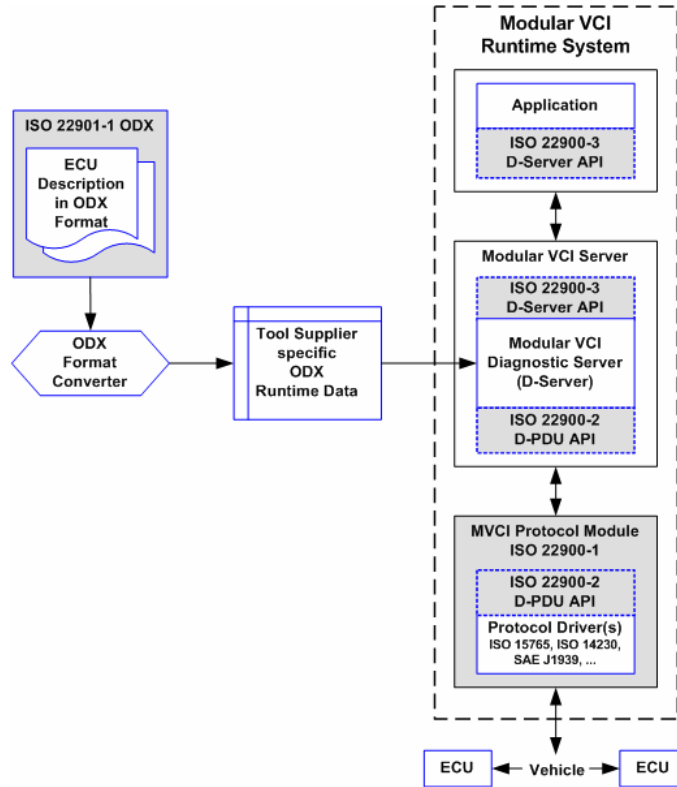 Modular VCI
Runtime System
Application
ISO 22900-3
D-Server API
ISO 22901-1 ODX
ECU
Description
in ODX
Format
Modular VCI Server
ISO 22900-3
D-Server API
Modular VCI
Diagnostic Server
(D-Server)
ISO 22900-2
D-PDU API
ODX
Format
Converter
Tool Supplier
specific
ODX
Runtime Data
MVCI Protocol Module
ISO 22900-1
ISO 22900-2
D-PDU API
Protocol Driver(s)
ISO 15765, ISO 14230,
SAE J1939, ...
ECU
Vehicle
ECU